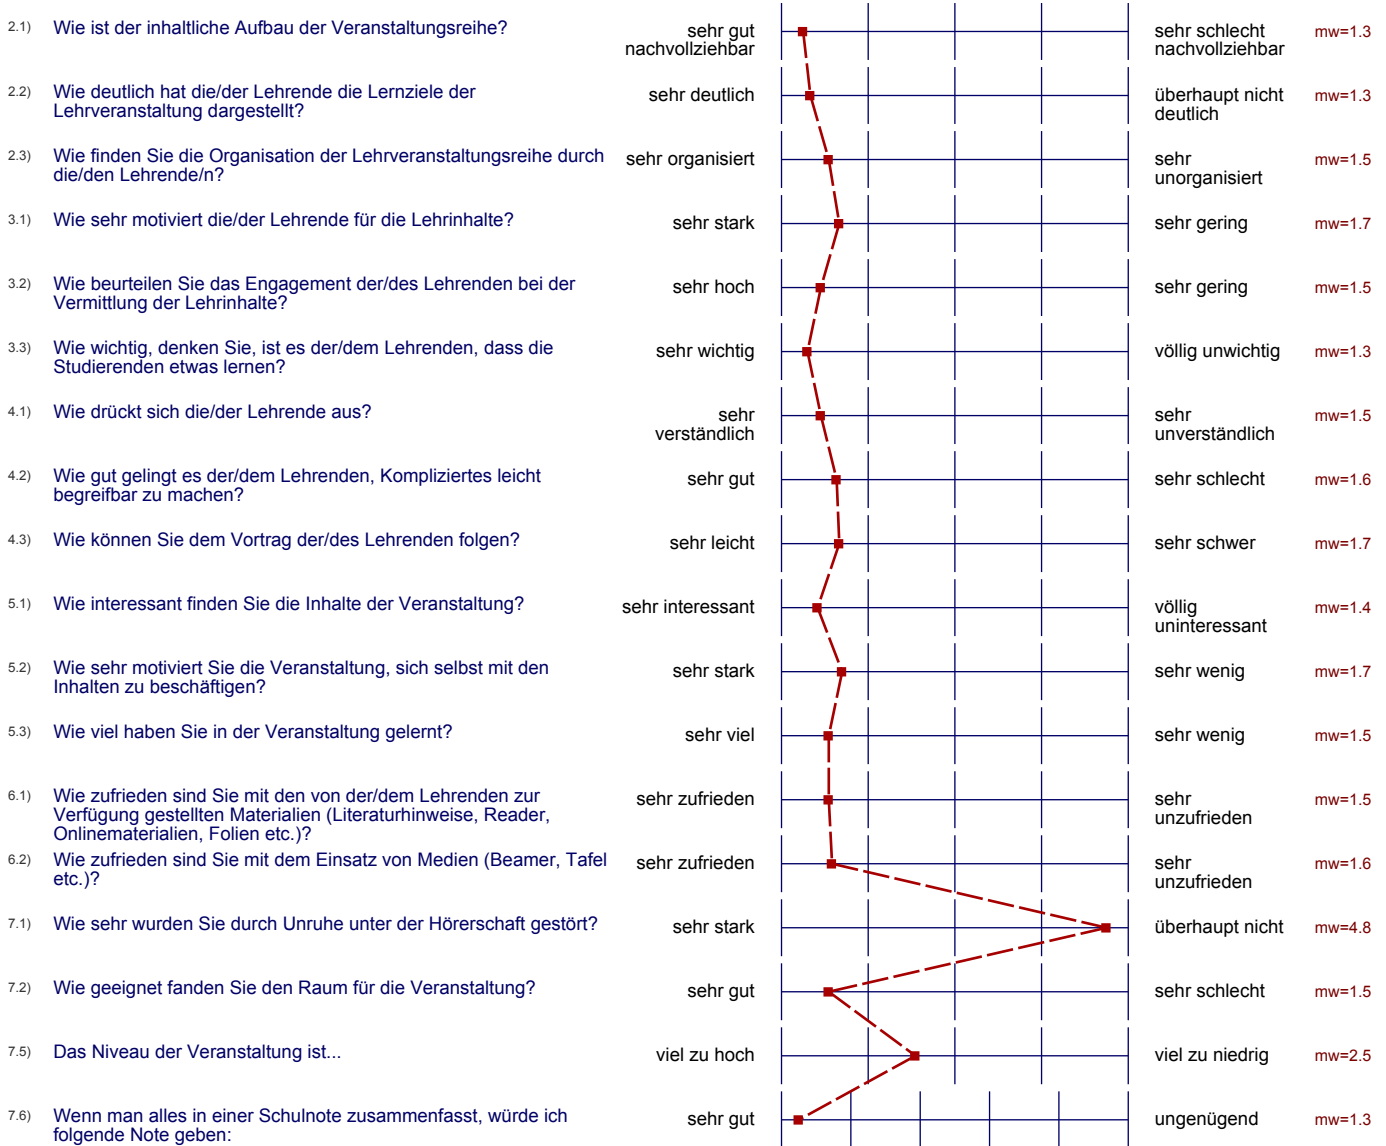 2.1) Wie ist der inhaltliche Aufbau der Veranstaltungsreihe? sehr gut sehr schlecht mw=1.3
nachvollziehbar nachvollziehbar
2.2) Wie deutlich hat die/der Lehrende die Lernziele der sehr deutlich überhaupt nicht mw=1.3
Lehrveranstaltung dargestellt? deutlich
2.3) Wie finden Sie die Organisation der Lehrveranstaltungsreihe durch sehr organisiert sehr mw=1.5
die/den Lehrende/n? unorganisiert
3.1) Wie sehr motiviert die/der Lehrende für die Lehrinhalte? sehr stark sehr gering mw=1.7
3.2) Wie beurteilen Sie das Engagement der/des Lehrenden bei der sehr hoch sehr gering mw=1.5
Vermittlung der Lehrinhalte?
3.3) Wie wichtig, denken Sie, ist es der/dem Lehrenden, dass die sehr wichtig völlig unwichtig mw=1.3
Studierenden etwas lernen?
4.1) Wie drückt sich die/der Lehrende aus? sehr sehr mw=1.5
verständlich unverständlich
4.2) Wie gut gelingt es der/dem Lehrenden, Kompliziertes leicht sehr gut sehr schlecht mw=1.6
begreifbar zu machen?
4.3) Wie können Sie dem Vortrag der/des Lehrenden folgen? sehr leicht sehr schwer mw=1.7
5.1) Wie interessant finden Sie die Inhalte der Veranstaltung? sehr interessant völlig mw=1.4
uninteressant
5.2) Wie sehr motiviert Sie die Veranstaltung, sich selbst mit den sehr stark sehr wenig mw=1.7
Inhalten zu beschäftigen?
5.3) Wie viel haben Sie in der Veranstaltung gelernt? sehr viel sehr wenig mw=1.5
6.1) Wie zufrieden sind Sie mit den von der/dem Lehrenden zur sehr zufrieden sehr mw=1.5
Verfügung gestellten Materialien (Literaturhinweise, Reader, unzufrieden
Onlinematerialien, Folien etc.)?
6.2) Wie zufrieden sind Sie mit dem Einsatz von Medien (Beamer, Tafel sehr zufrieden sehr mw=1.6
etc.)? unzufrieden
7.1) Wie sehr wurden Sie durch Unruhe unter der Hörerschaft gestört? sehr stark überhaupt nicht mw=4.8
7.2) Wie geeignet fanden Sie den Raum für die Veranstaltung? sehr gut sehr schlecht mw=1.5
7.5) Das Niveau der Veranstaltung ist... viel zu hoch viel zu niedrig mw=2.5
7.6) Wenn man alles in einer Schulnote zusammenfasst, würde ich sehr gut ungenügend mw=1.3
folgende Note geben: